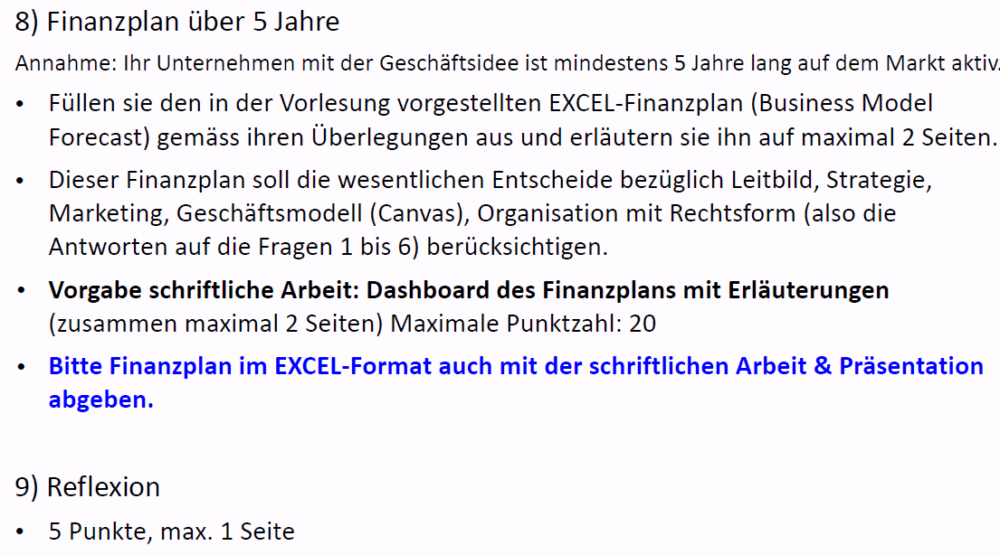 8) Finanzplan über 5 Jahre
Annahme: Ihr Unternehmen mit der Geschäftsidee ist mindestens 5 Jahre lang auf dem Markt aktiv.
• Füllen sie den in der Vorlesung vorgestellten EXCEL-Finanzplan (Business Model
Forecast) gemäss ihren Überlegungen aus und erläutern sie ihn auf maximal 2 Seiten.
• Dieser Finanzplan soll die wesentlichen Entscheide bezüglich Leitbild, Strategie,
Marketing, Geschäftsmodell (Canvas), Organisation mit Rechtsform (also die
Antworten auf die Fragen 1 bis 6) berücksichtigen.
• Vorgabe schriftliche Arbeit: Dashboard des Finanzplans mit Erläuterungen
(zusammen maximal 2 Seiten) Maximale Punktzahl: 20
• Bitte Finanzplan im EXCEL-Format auch mit der schriftlichen Arbeit & Präsentation
abgeben.
9) Reflexion
• 5 Punkte, max. 1 Seite